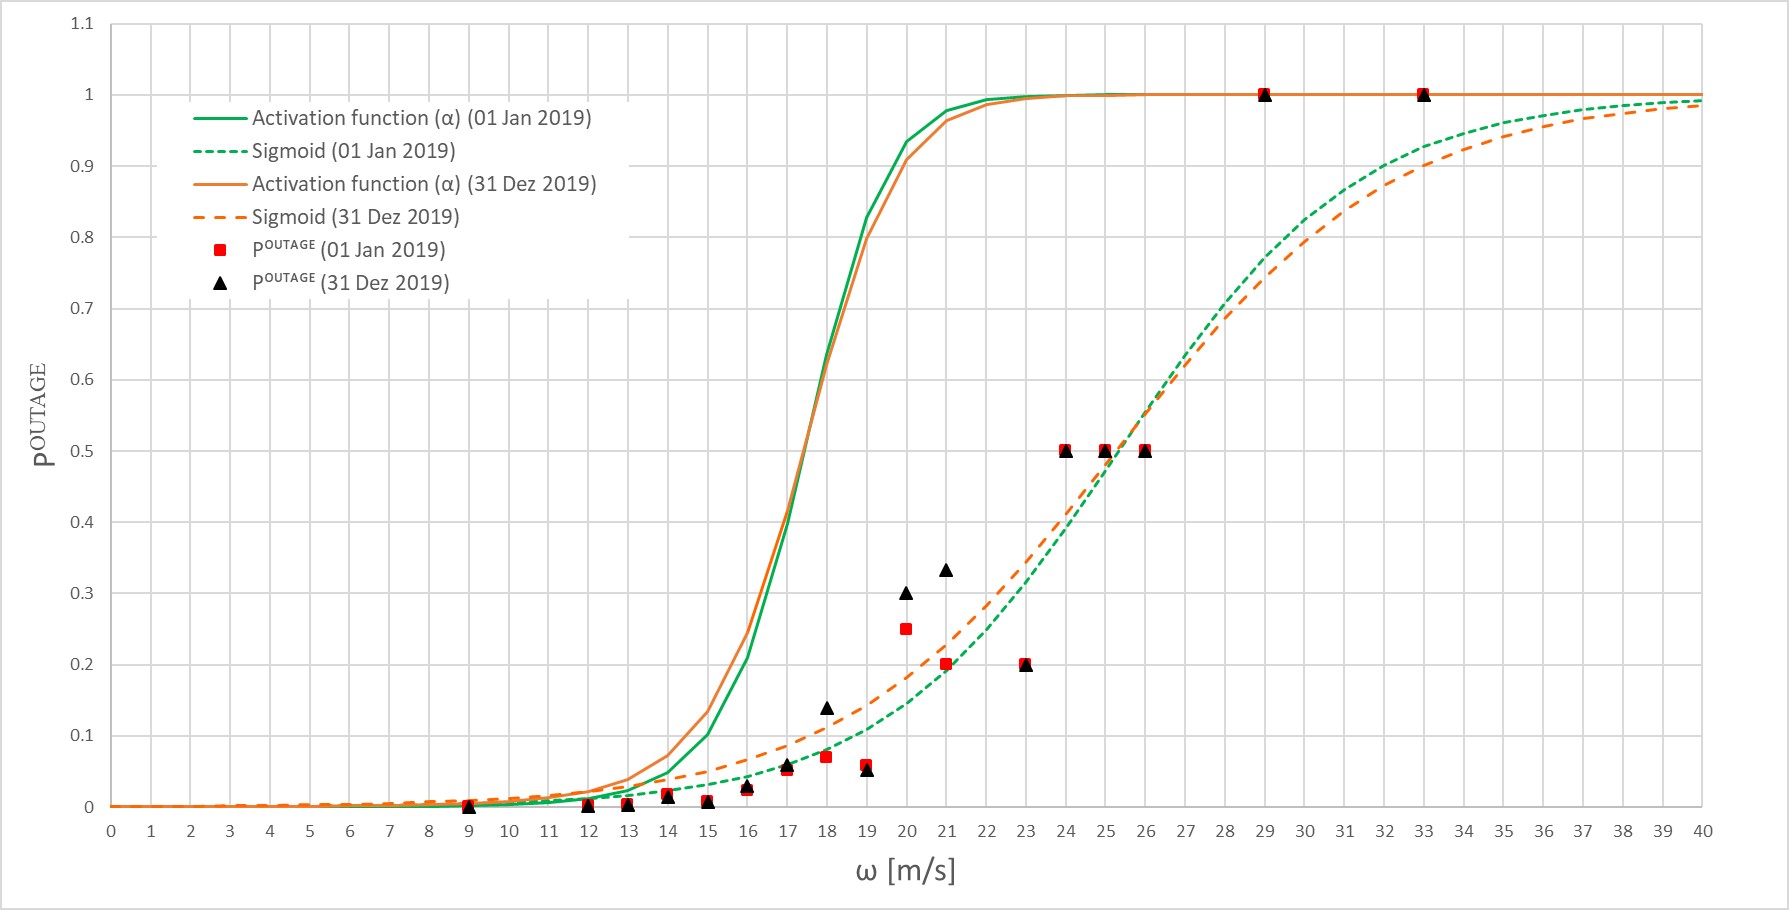 1.1
1
0.9
0.8
0.7
0.6
0.5
0.4
0.3
0.2
0.1
0
Activation function (α) (01 Jan 2019)
Sigmoid (01 Jan 2019)
Activation function (α) (31 Dez 2019)
Sigmoid (31 Dez 2019)
P^OUTAGE (01 Jan 2019)
P^OUTAGE (31 Dez 2019)
P^OUTAGE
0 1 2 3 4 5 6 7 8 9 10 11 12 13 14 15 16 17 18 19 20 21 22 23 24 25 26 27 28 29 30 31 32 33 34 35 36 37 38 39 40
ω [m/s]